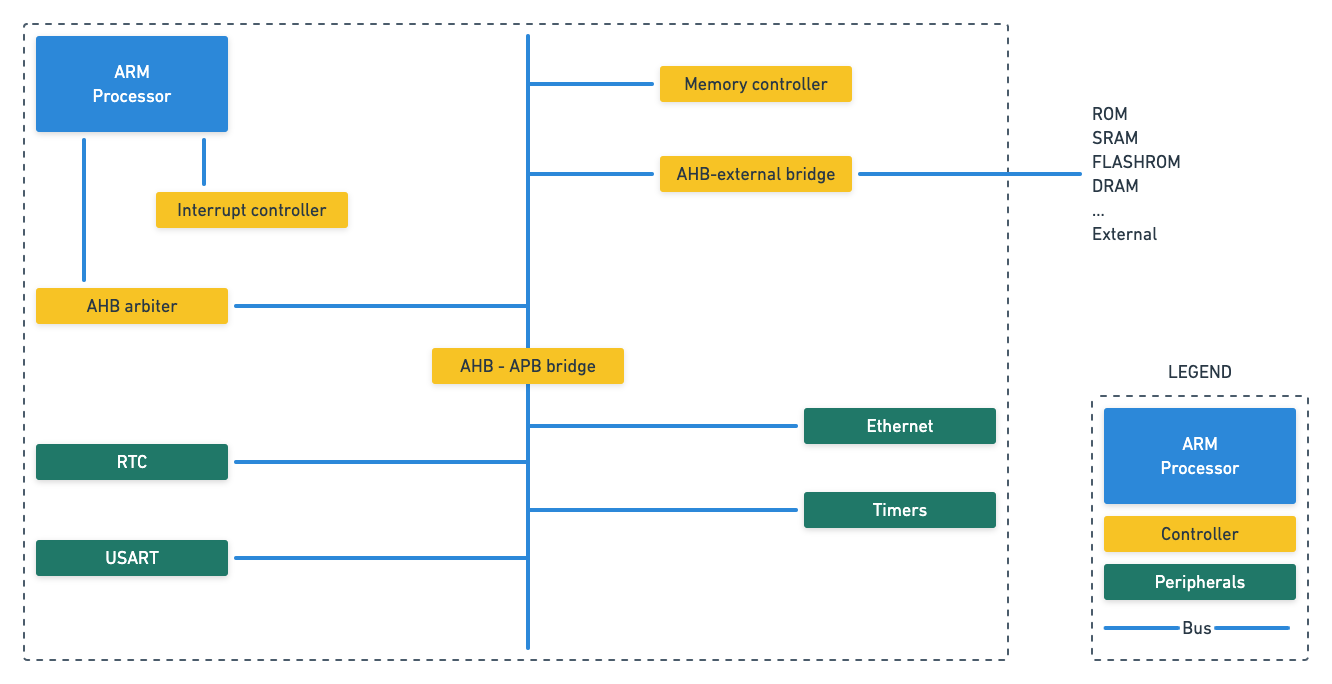 ARM
Processor
Memory controller
ROM
SRAM
FLASHROM
DRAM
...
External
AHB-external bridge
Interrupt controller
AHB arbiter
AHB - APB bridge
Ethernet
RTC
Timers
USART
LEGEND
ARM
Processor
Controller
Peripherals
Bus